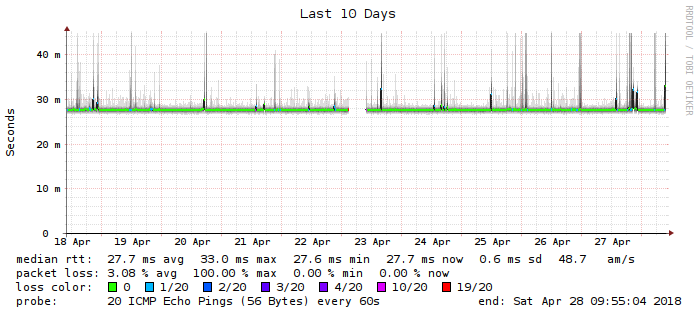 Last 10 Days
RRDTOOL / TOBI OETIKER
Seconds
40 m
30 m
20 m
10 m
0
18 Apr 19 Apr 20 Apr 21 Apr 22 Apr 23 Apr 24 Apr 25 Apr 26 Apr 27 Apr
median rtt: 27.7 ms avg 33.0 ms max 27.6 ms min 27.7 ms now 0.6 ms sd 48.7 am/s
packet loss: 3.08 % avg 100.00 % max 0.00 % min 0.00 % now
loss color: 0 1/20 2/20 3/20 4/20 10/20 19/20
probe: 20 ICMP Echo Pings (56 Bytes) every 60s end: Sat Apr 28 09:55:04 2018